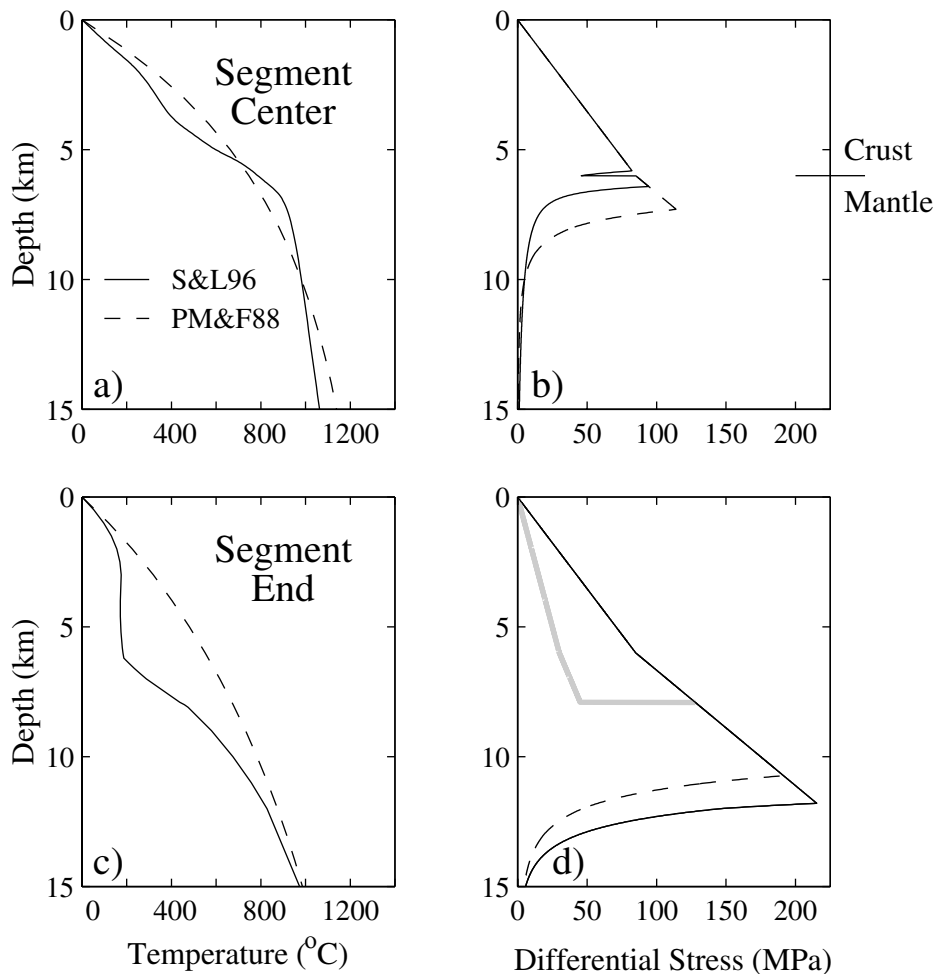 0
5
10
15
Depth (km)
Segment
Center
S&L96
PM&F88
a)
400
800
1200
0
5
10
15
b)
0
50
100
150
200
Crust
Mantle
0
5
10
15
Depth (km)
Segment
End
c)
0
400
800
1200
Temperature (°C)
0
5
10
15
d)
0
50
100
150
200
Differential Stress (MPa)